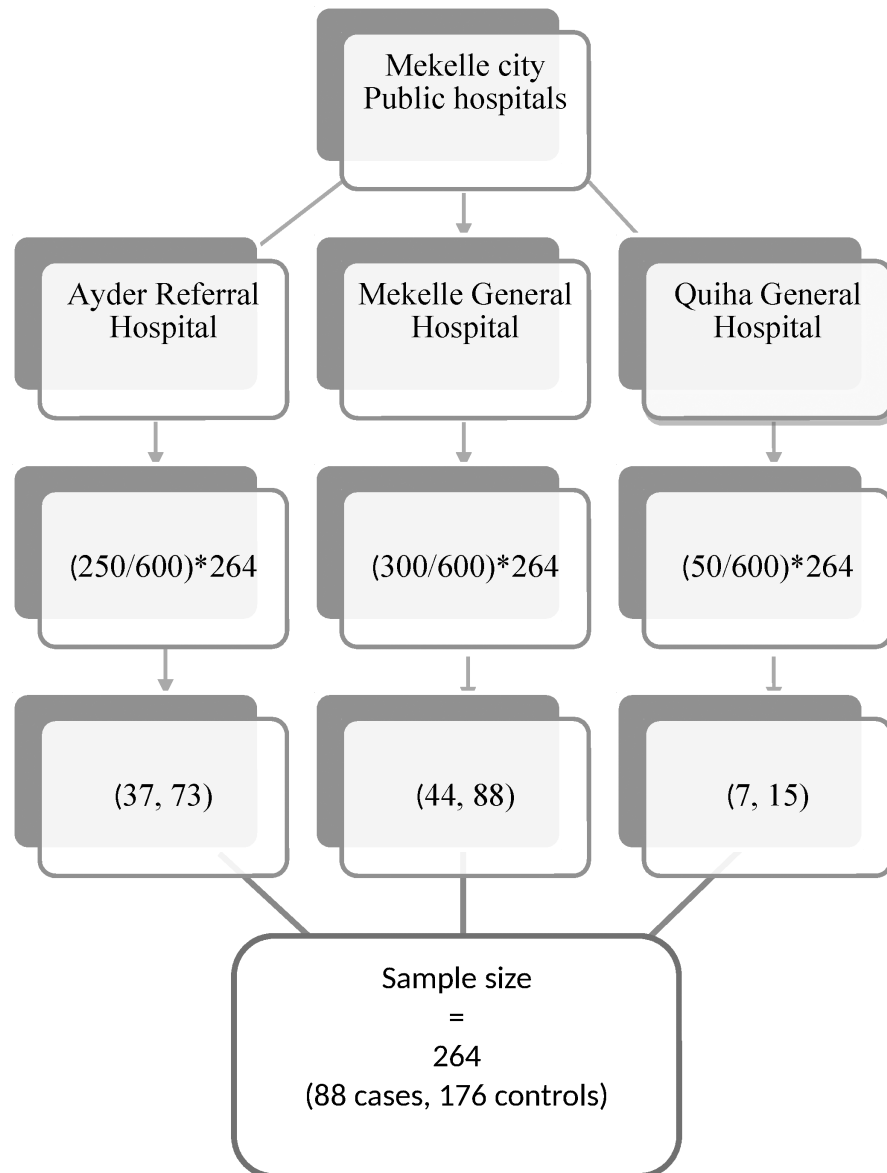 Mekelle city
Public hospitals
Ayder Referral
Hospital
Mekelle General
Hospital
Quiha General
Hospital
(250/600)*264
(300/600)*264
(50/600)*264
(37, 73)
(44, 88)
(7, 15)
Sample size
=
264
(88 cases, 176 controls)